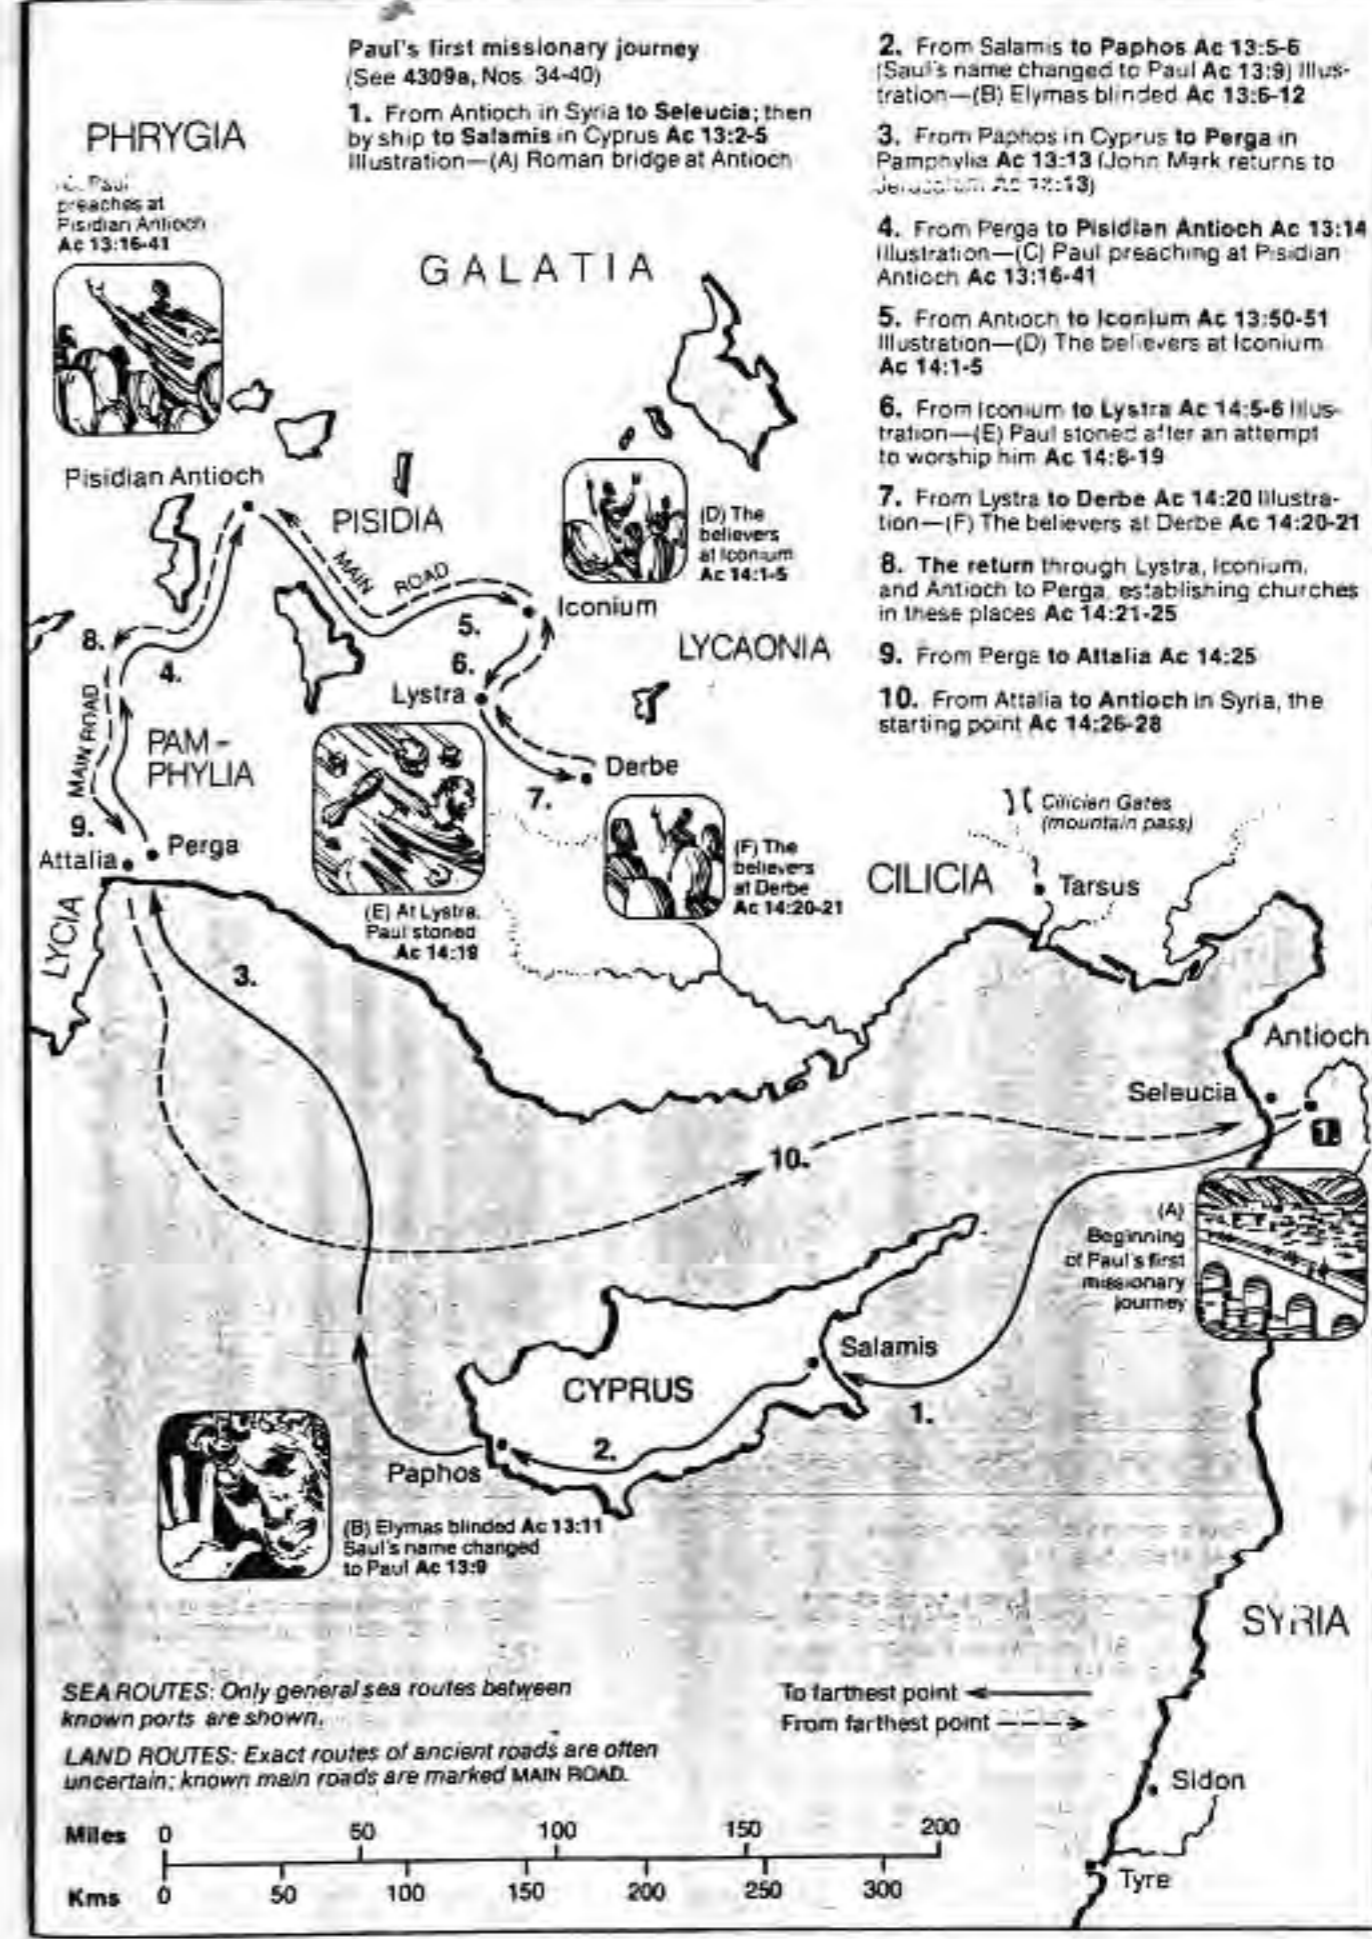 Paul's first missionary journey
(See 4309a, Nos. 34-40)
1. From Antioch in Syria to Seleucia; then
by ship to Salamis in Cyprus Ac 13:2-5
Illustration—(A) Roman bridge at Antioch
2. From Salamis to Paphos Ac 13:5-6
(Saul's name changed to Paul Ac 13:9) Illus-
tration—(B) Elymas blinded Ac 13:6-12
3. From Paphos in Cyprus to Perga in
Pamphylia Ac 13:13 (John Mark returns to
Jerusalem Ac 13:13)
4. From Perga to Pisidian Antioch Ac 13:14
Illustration—(C) Paul preaching at Pisidian
Antioch Ac 13:16-41
5. From Antioch to Iconium Ac 13:50-51
Illustration—(D) The believers at Iconium
Ac 14:1-5
6. From Iconium to Lystra Ac 14:5-6 Illus-
tration—(E) Paul stoned after an attempt
to worship him Ac 14:8-19
7. From Lystra to Derbe Ac 14:20 Illustra-
tion—(F) The believers at Derbe Ac 14:20-21
8. The return through Lystra, Iconium,
and Antioch to Perga, establishing churches
in these places Ac 14:21-25
9. From Perga to Attalia Ac 14:25
10. From Attalia to Antioch in Syria, the
starting point Ac 14:26-28
PHRYGIA
Paul
preaches at
Pisidian Antioch
Ac 13:16-41
GALATIA
Pisidian Antioch
PISIDIA
MAIN ROAD
(D) The
believers
at Iconium
Ac 14:1-5
Iconium
5.
6.
LYCAONIA
8.
4.
Lystra
MAIN ROAD
PAM-
PHYLIA
Derbe
7.
9.
Perga
Attalia
LYCIA
(E) At Lystra,
Paul stoned
Ac 14:19
(F) The
believers
at Derbe
Ac 14:20-21
Cilician Gates
(mountain pass)
CILICIA
Tarsus
3.
Antioch
Seleucia
1.
10.
(A)
Beginning
of Paul's first
missionary
journey
Salamis
CYPRUS
1.
2.
Paphos
(B) Elymas blinded Ac 13:11
Saul's name changed
to Paul Ac 13:9
SYRIA
SEA ROUTES: Only general sea routes between
known ports are shown.
LAND ROUTES: Exact routes of ancient roads are often
uncertain; known main roads are marked MAIN ROAD.
To farthest point
From farthest point
Sidon
Tyre
Miles 0 50 100 150 200
Kms 0 50 100 150 200 250 300